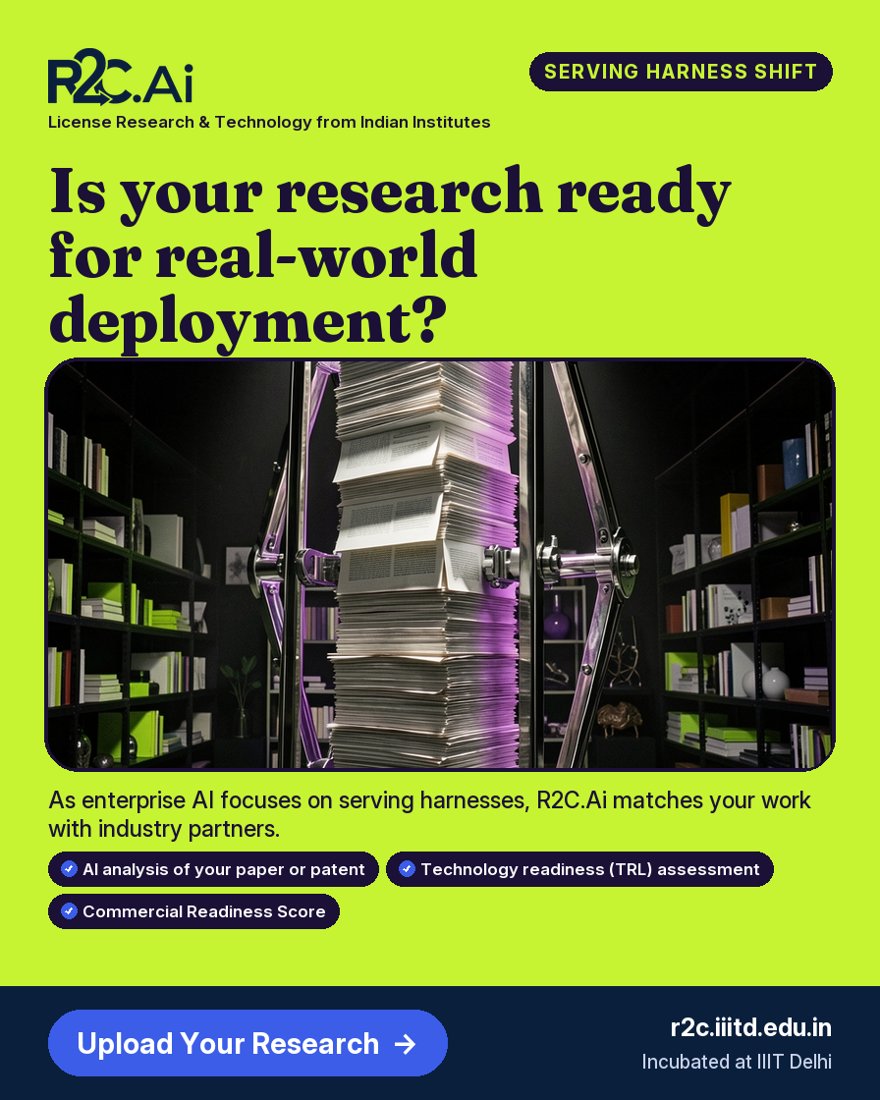 R2C.Ai
SERVING HARNESS SHIFT
License Research & Technology from Indian Institutes
Is your research ready
for real-world
deployment?
As enterprise AI focuses on serving harnesses, R2C.Ai matches your work
with industry partners.
AI analysis of your paper or patent
Technology readiness (TRL) assessment
Commercial Readiness Score
Upload Your Research →
r2c.iiitd.edu.in
Incubated at IIIT Delhi